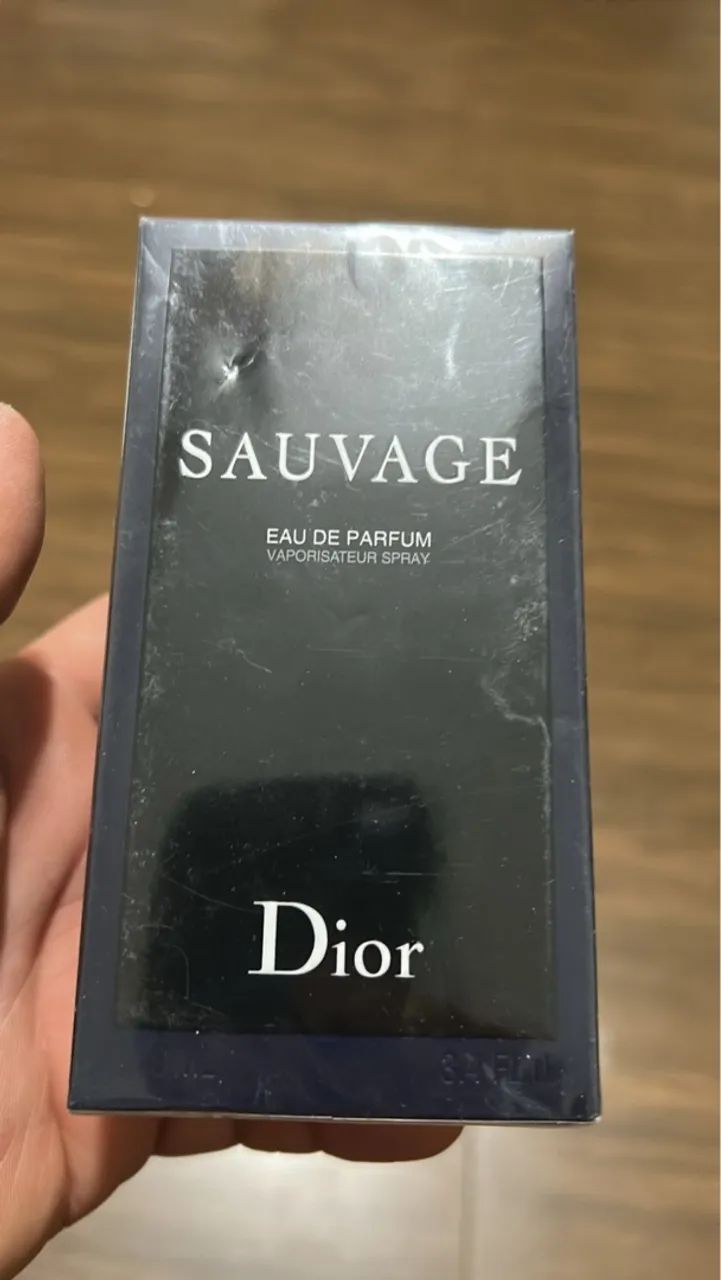 SAUVAGE
EAU DE PARFUM
VAPORISATEUR SPRAY
Dior